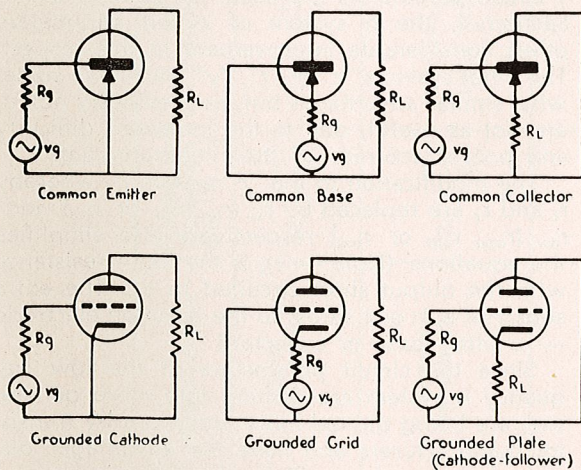 Rg
vg
RL
Common Emitter
RL
Rg
vg
Common Base
Rg
vg
RL
Common Collector
Rg
vg
RL
Grounded Cathode
RL
Rg
vg
Grounded Grid
Rg
vg
RL
Grounded Plate
(Cathode-follower)